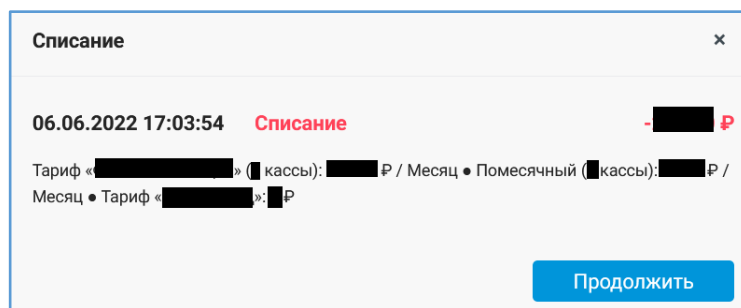 Списание ×
06.06.2022 17:03:54 Списание - ₽
Тариф «» ( кассы): ₽ / Месяц ● Помесячный ( кассы): ₽ /
Месяц ● Тариф «»: ₽
Продолжить